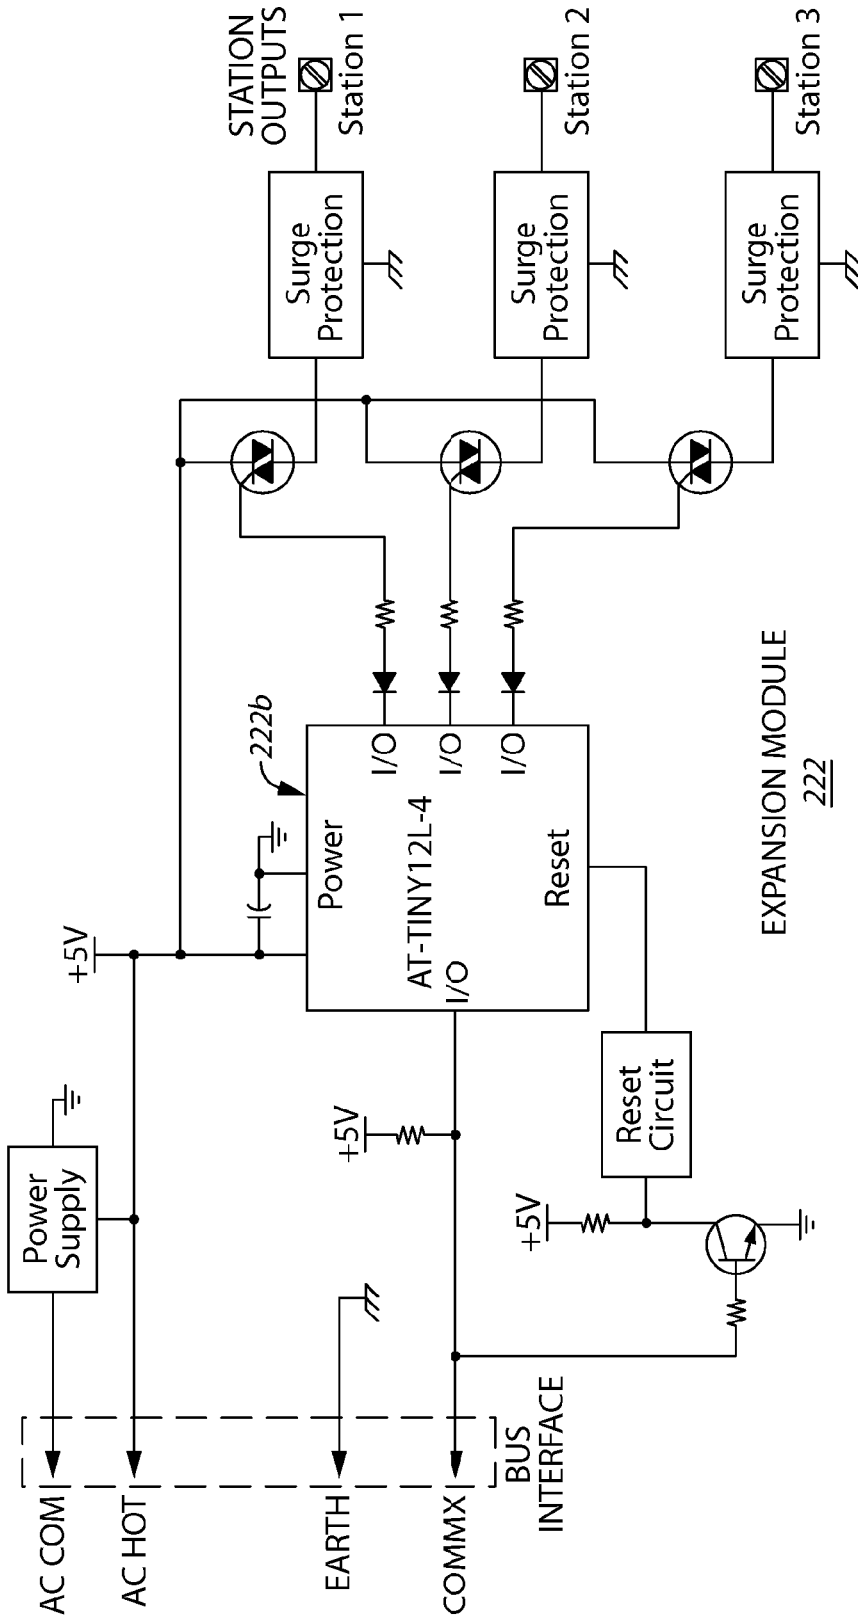 AC COM
AC HOT
EARTH
COMMX
BUS
INTERFACE
Power
Supply
+5V
+5V
+5V
Reset
Circuit
222b
Power
AT-TINY12L-4
I/O
Reset
I/O
I/O
I/O
Surge
Protection
Surge
Protection
Surge
Protection
STATION
OUTPUTS
Station 1
Station 2
Station 3
EXPANSION MODULE
222